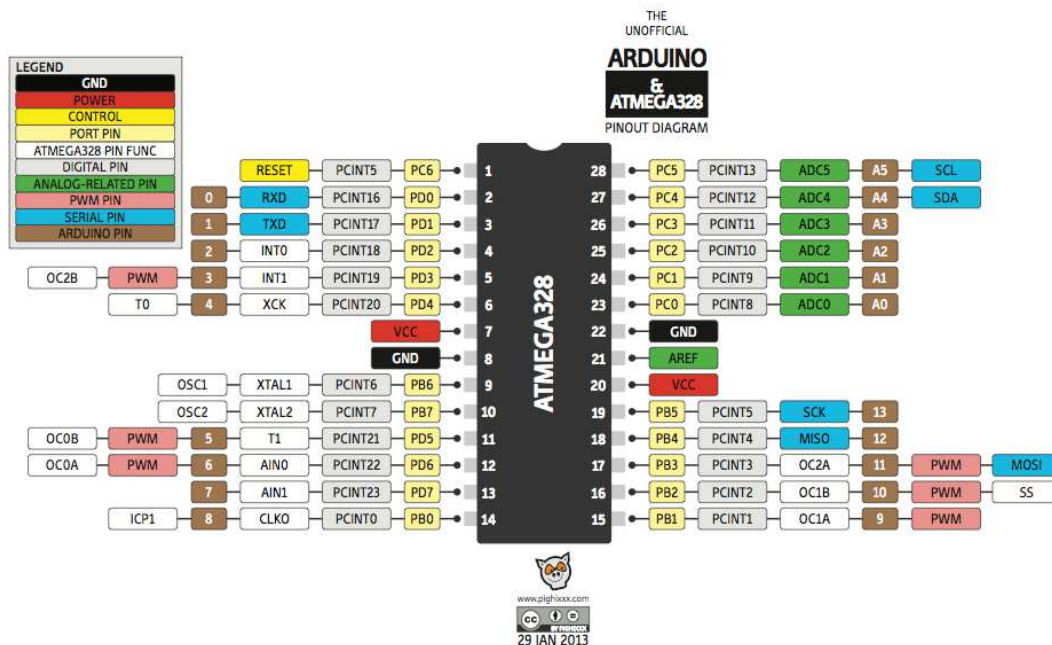 THE
UNOFFICIAL
ARDUINO
&
ATMEGA328
PINOUT DIAGRAM
LEGEND
GND
POWER
CONTROL
PORT PIN
ATMEGA328 PIN FUNC
DIGITAL PIN
ANALOG-RELATED PIN
PWM PIN
SERIAL PIN
ARDUINO PIN
RESET PCINT5 PC6 1 28 PC5 PCINT13 ADC5 A5 SCL
0 RXD PCINT16 PD0 2 27 PC4 PCINT12 ADC4 A4 SDA
1 TXD PCINT17 PD1 3 26 PC3 PCINT11 ADC3 A3
2 INT0 PCINT18 PD2 4 25 PC2 PCINT10 ADC2 A2
OC2B PWM 3 INT1 PCINT19 PD3 5 24 PC1 PCINT9 ADC1 A1
T0 4 XCK PCINT20 PD4 6 23 PC0 PCINT8 ADC0 A0
VCC 7 22 GND
GND 8 21 AREF
OSC1 XTAL1 PCINT6 PB6 9 20 VCC
OSC2 XTAL2 PCINT7 PB7 10 19 PB5 PCINT5 SCK 13
OC0B PWM 5 T1 PCINT21 PD5 11 18 PB4 PCINT4 MISO 12
OC0A PWM 6 AIN0 PCINT22 PD6 12 17 PB3 PCINT3 OC2A 11 PWM MOSI
7 AIN1 PCINT23 PD7 13 16 PB2 PCINT2 OC1B 10 PWM SS
ICP1 8 CLKO PCINT0 PB0 14 15 PB1 PCINT1 OC1A 9 PWM
ATMEGA328
www.pighixxx.com
cc
BY PIGHIXXX
29 JAN 2013